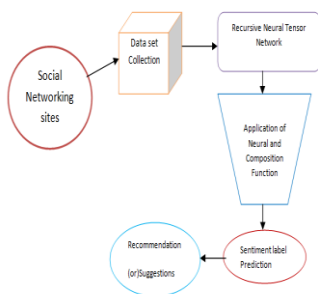 Social
Networking
sites
Data set
Collection
Recursive Neural Tensor
Network
Application of
Neural and
Composition
Function
Sentiment label
Prediction
Recommendation
(or)Suggestions